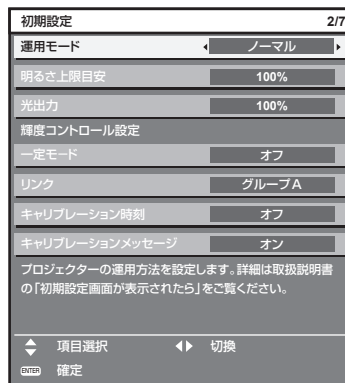 初期設定 2/7
運用モード ノーマル
明るさ上限目安 100%
光出力 100%
輝度コントロール設定
一定モード オフ
リンク グループA
キャリブレーション時刻 オフ
キャリブレーションメッセージ オン
プロジェクターの運用方法を設定します。詳細は取扱説明書
の「初期設定画面が表示されたら」をご覧ください。
項目選択 切換
ENTER 確定